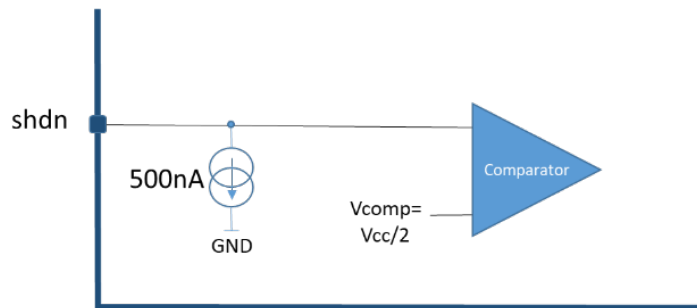 shdn
500nA
GND
Comparator
Vcomp=
Vcc/2